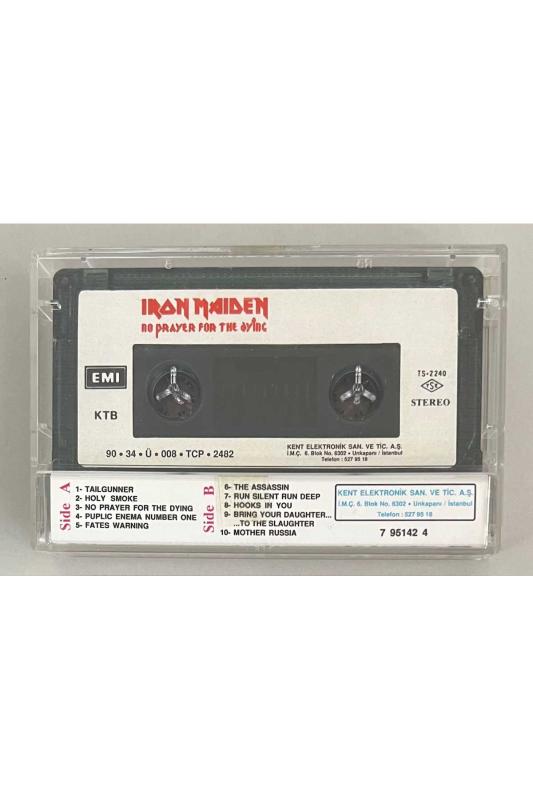 IRON MAIDEN
NO PRAYER FOR THE DYING
EMI
KTB
TS-2240
TSE
STEREO
90 • 34 • Ü • 008 • TCP • 2482
KENT ELEKTRONİK SAN. VE TİC. A.Ş.
İ.M.Ç. 6. Blok No. 6302 • Unkapanı / İstanbul
Telefon : 527 95 18
Side A
1- TAILGUNNER
2- HOLY SMOKE
3- NO PRAYER FOR THE DYING
4- PUPLIC ENEMA NUMBER ONE
5- FATES WARNING
Side B
6- THE ASSASSIN
7- RUN SILENT RUN DEEP
8- HOOKS IN YOU
9- BRING YOUR DAUGHTER...
...TO THE SLAUGHTER
10- MOTHER RUSSIA
KENT ELEKTRONİK SAN. VE TİC. A.Ş.
İ.M.Ç. 6. Blok No. 6302 • Unkapanı / İstanbul
Telefon : 527 95 18
7 95142 4